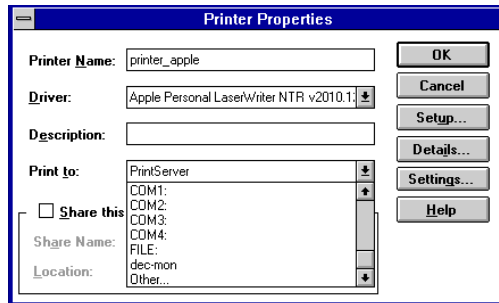 Printer Properties
Printer Name: printer_apple
Driver: Apple Personal LaserWriter NTR v2010.1
Description:
Print to: PrintServer
COM1:
COM2:
COM3:
COM4:
FILE:
dec-mon
Other...
Share this
Share Name:
Location:
OK
Cancel
Setup...
Details...
Settings...
Help